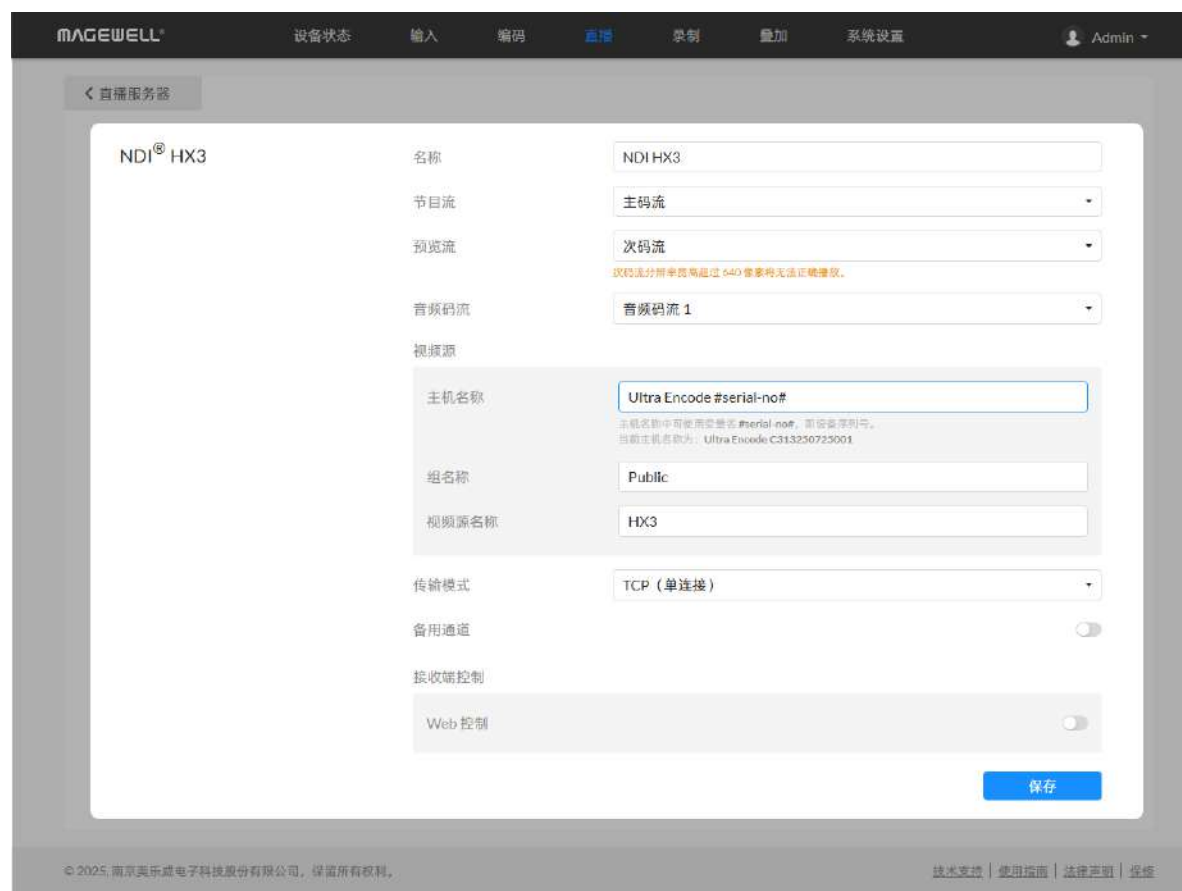 MAGEWELL®
设备状态 输入 编码 直播 录制 叠加 系统设置 Admin
直播服务器
NDI® HX3
名称 NDI HX3
节目流 主码流
预览流 次码流
次码流分辨率宽高超过 640 像素将无法正确播放。
音频码流 音频码流 1
视频源
主机名称 Ultra Encode #serial-no#
主机名称中可使用变量名 #serial-no#，即设备序列号。
当前主机名称为：Ultra Encode C313250725001
组名称 Public
视频源名称 HX3
传输模式 TCP（单连接）
备用通道
接收端控制
Web 控制
保存
© 2025, 南京美乐威电子科技股份有限公司，保留所有权利。 技术支持 | 使用指南 | 法律声明 | 保修